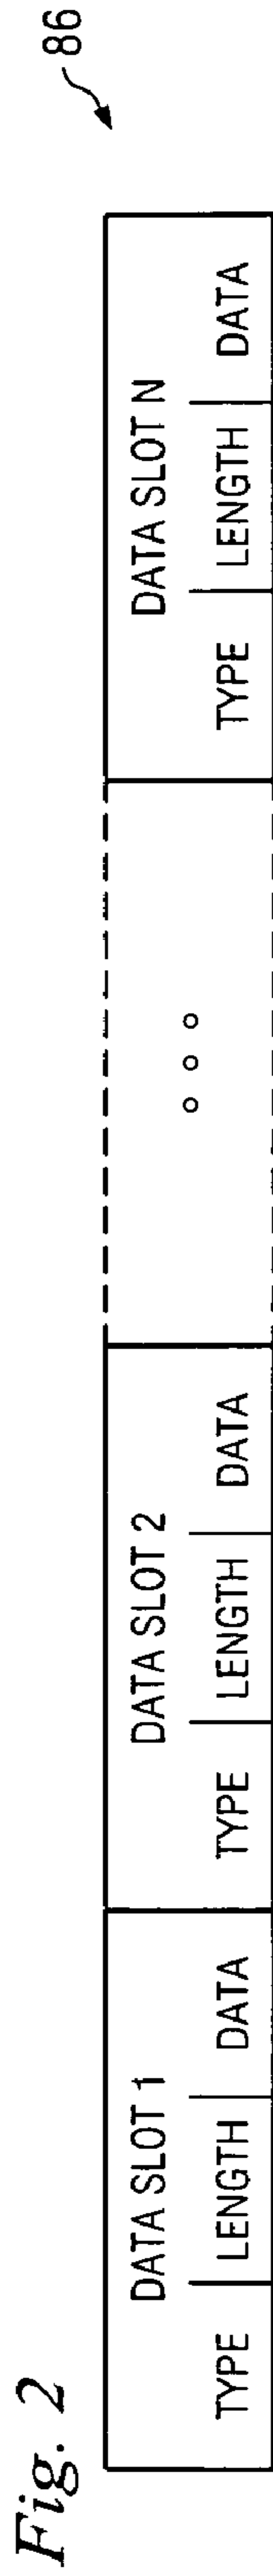 Fig. 2
86
DATA SLOT 1
TYPE LENGTH DATA
DATA SLOT 2
TYPE LENGTH DATA
DATA SLOT N
TYPE LENGTH DATA